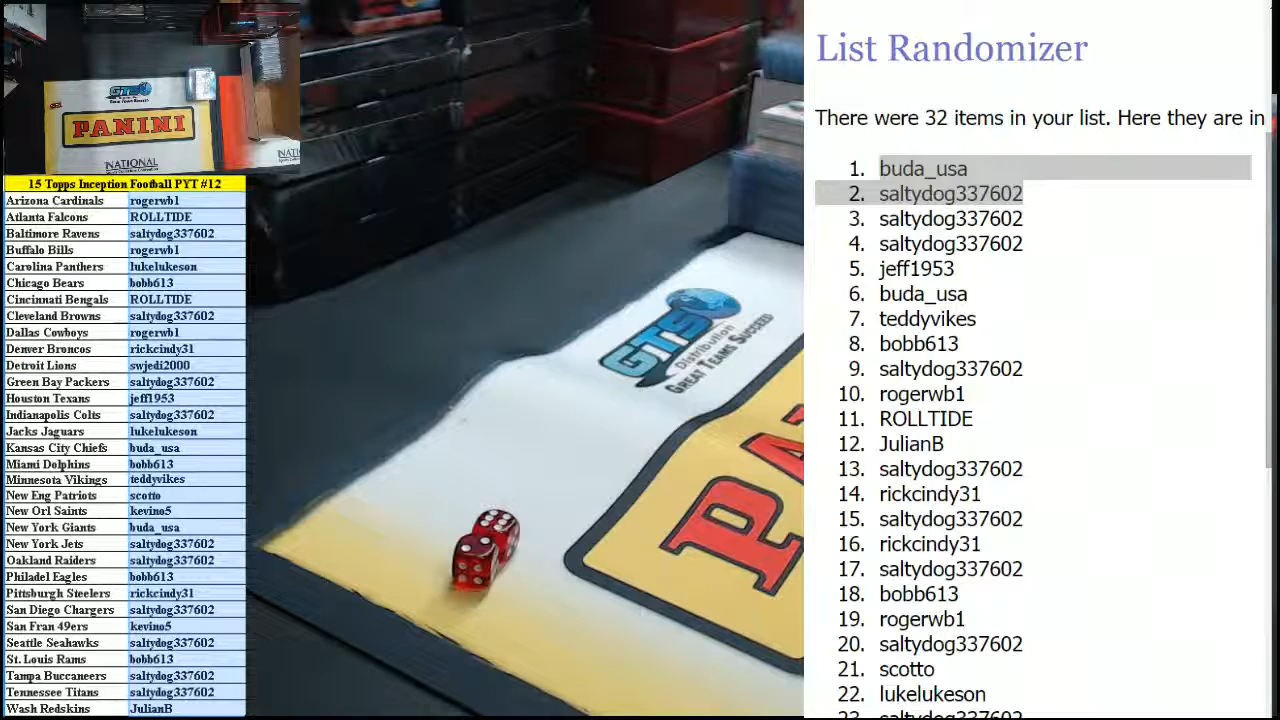 GTS
Distribution
GREAT TEAMS SUCCEED
PANINI
NATIONAL
15 Topps Inception Football PYT #12
Arizona Cardinals rogerwb1
Atlanta Falcons ROLLTIDE
Baltimore Ravens saltydog337602
Buffalo Bills rogerwb1
Carolina Panthers lukelukeson
Chicago Bears bobb613
Cincinnati Bengals ROLLTIDE
Cleveland Browns saltydog337602
Dallas Cowboys rogerwb1
Denver Broncos rickcindy31
Detroit Lions swjedi2000
Green Bay Packers saltydog337602
Houston Texans jeff1953
Indianapolis Colts saltydog337602
Jacks Jaguars lukelukeson
Kansas City Chiefs buda_usa
Miami Dolphins bobb613
Minnesota Vikings teddyvikes
New Eng Patriots scotto
New Orl Saints kevino5
New York Giants buda_usa
New York Jets saltydog337602
Oakland Raiders saltydog337602
Philadel Eagles bobb613
Pittsburgh Steelers rickcindy31
San Diego Chargers saltydog337602
San Fran 49ers kevino5
Seattle Seahawks saltydog337602
St. Louis Rams bobb613
Tampa Buccaneers saltydog337602
Tennessee Titans saltydog337602
Wash Redskins JulianB
GTS
Distribution
GREAT TEAMS SUCCEED
PA
List Randomizer
There were 32 items in your list. Here they are in
1. buda_usa
2. saltydog337602
3. saltydog337602
4. saltydog337602
5. jeff1953
6. buda_usa
7. teddyvikes
8. bobb613
9. saltydog337602
10. rogerwb1
11. ROLLTIDE
12. JulianB
13. saltydog337602
14. rickcindy31
15. saltydog337602
16. rickcindy31
17. saltydog337602
18. bobb613
19. rogerwb1
20. saltydog337602
21. scotto
22. lukelukeson
23. saltydog337602